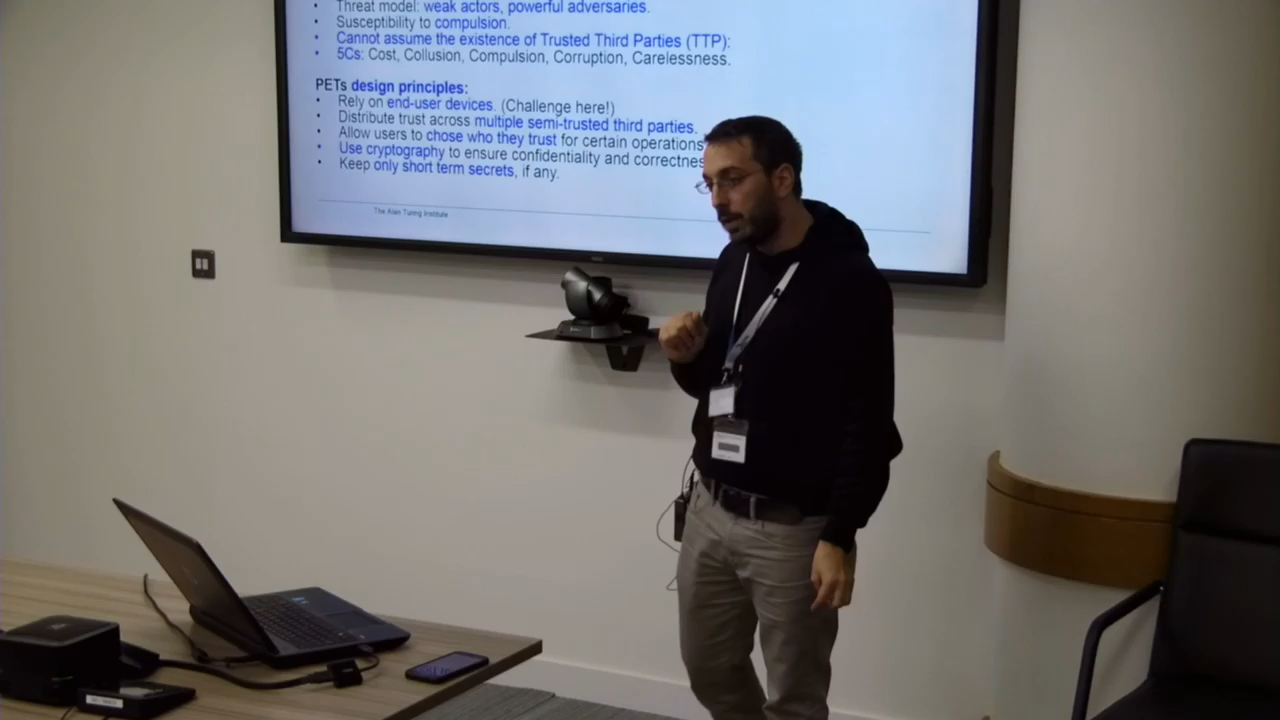 Threat model: weak actors, powerful adversaries.
Susceptibility to compulsion.
Cannot assume the existence of Trusted Third Parties (TTP):
5Cs: Cost, Collusion, Compulsion, Corruption, Carelessness.
PETs design principles:
Rely on end-user devices. (Challenge here!)
Distribute trust across multiple semi-trusted third parties.
Allow users to chose who they trust for certain operations
Use cryptography to ensure confidentiality and correctnes
Keep only short term secrets, if any.
The Alan Turing Institute